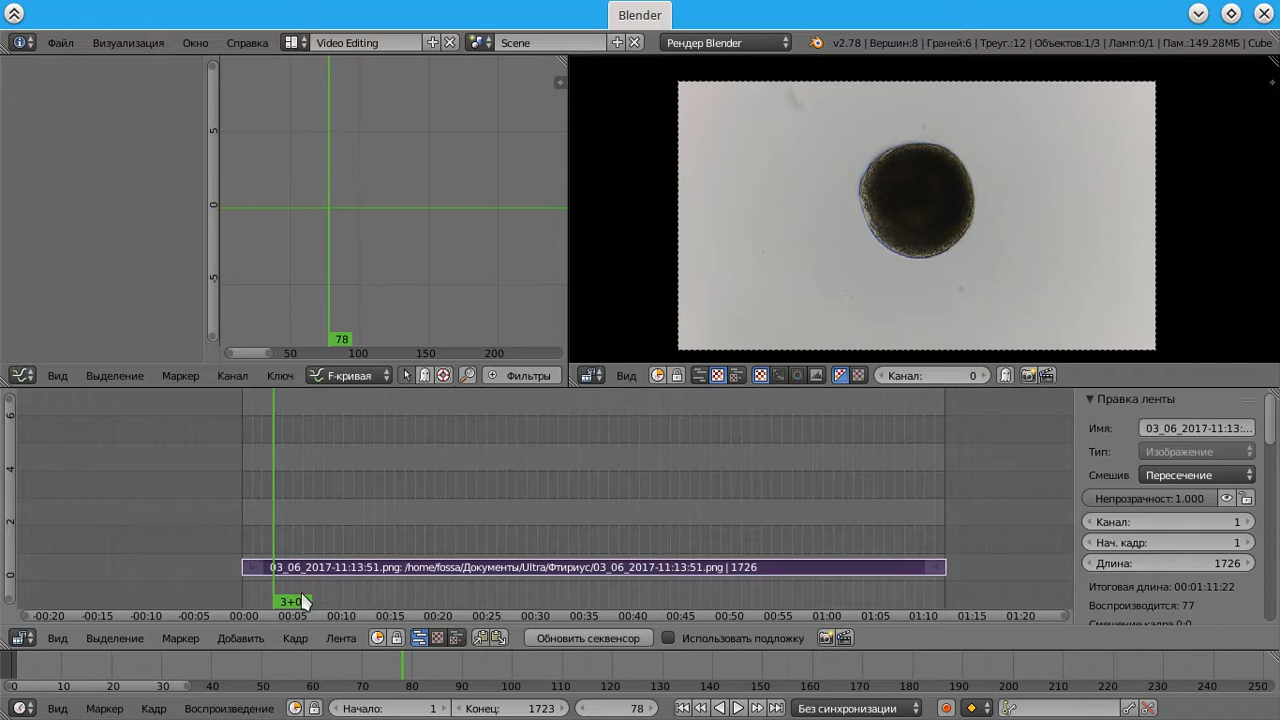 Blender
Файл Визуализация Окно Справка Video Editing Scene Рендер Blender v2.78 | Вершин:8 | Граней:6 | Треуг.:12 | Объектов:1/3 | Ламп:0/1 | Пам.:149.28МБ | Cube
5
0
-5
78
50 100 150 200
Вид Выделение Маркер Канал Ключ F-кривая Фильтры
Вид Канал: 0
6
4
2
0
03_06_2017-11:13:51.png: /home/fossa/Документы/Ultra/Фтириус/03_06_2017-11:13:51.png | 1726
-00:20 -00:15 -00:10 -00:05 00:00 00:05 00:10 00:15 00:20 00:25 00:30 00:35 00:40 00:45 00:50 00:55 01:00 01:05 01:10 01:15 01:20
Правка ленты
Имя: 03_06_2017-11:13:...
Тип: Изображение
Смешив Пересечение
Непрозрачност: 1.000
Канал: 1
Нач. кадр: 1
Длина: 1726
Итоговая длина: 00:01:11:22
Воспроизводится: 77
Вид Выделение Маркер Добавить Кадр Лента Обновить секвенсор Использовать подложку
0 10 20 30 40 50 60 70 80 90 100 110 120 130 140 150 160 170 180 190 200 210 220 230 240 250
Вид Маркер Кадр Воспроизведение Начало: 1 Конец: 1723 78 Без синхронизации